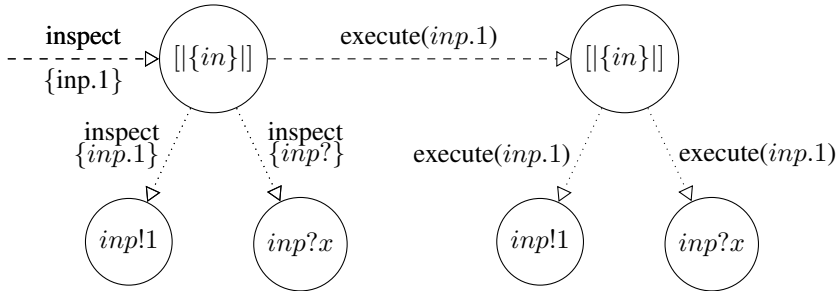 inspect
{inp.1}
[|{in}|]
execute(inp.1)
[|{in}|]
inspect
{inp.1}
inspect
{inp?}
execute(inp.1)
execute(inp.1)
inp!1
inp?x
inp!1
inp?x